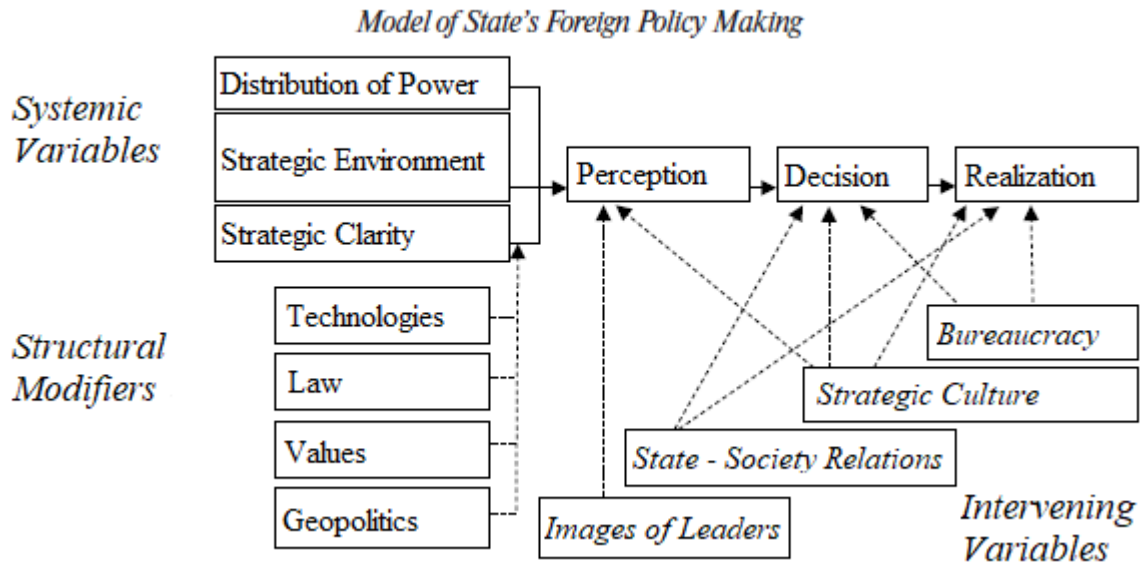 Model of State's Foreign Policy Making
Systemic
Variables
Distribution of Power
Strategic Environment
Strategic Clarity
Perception
Decision
Realization
Structural
Modifiers
Technologies
Law
Values
Geopolitics
Bureaucracy
Strategic Culture
State - Society Relations
Images of Leaders
Intervening
Variables